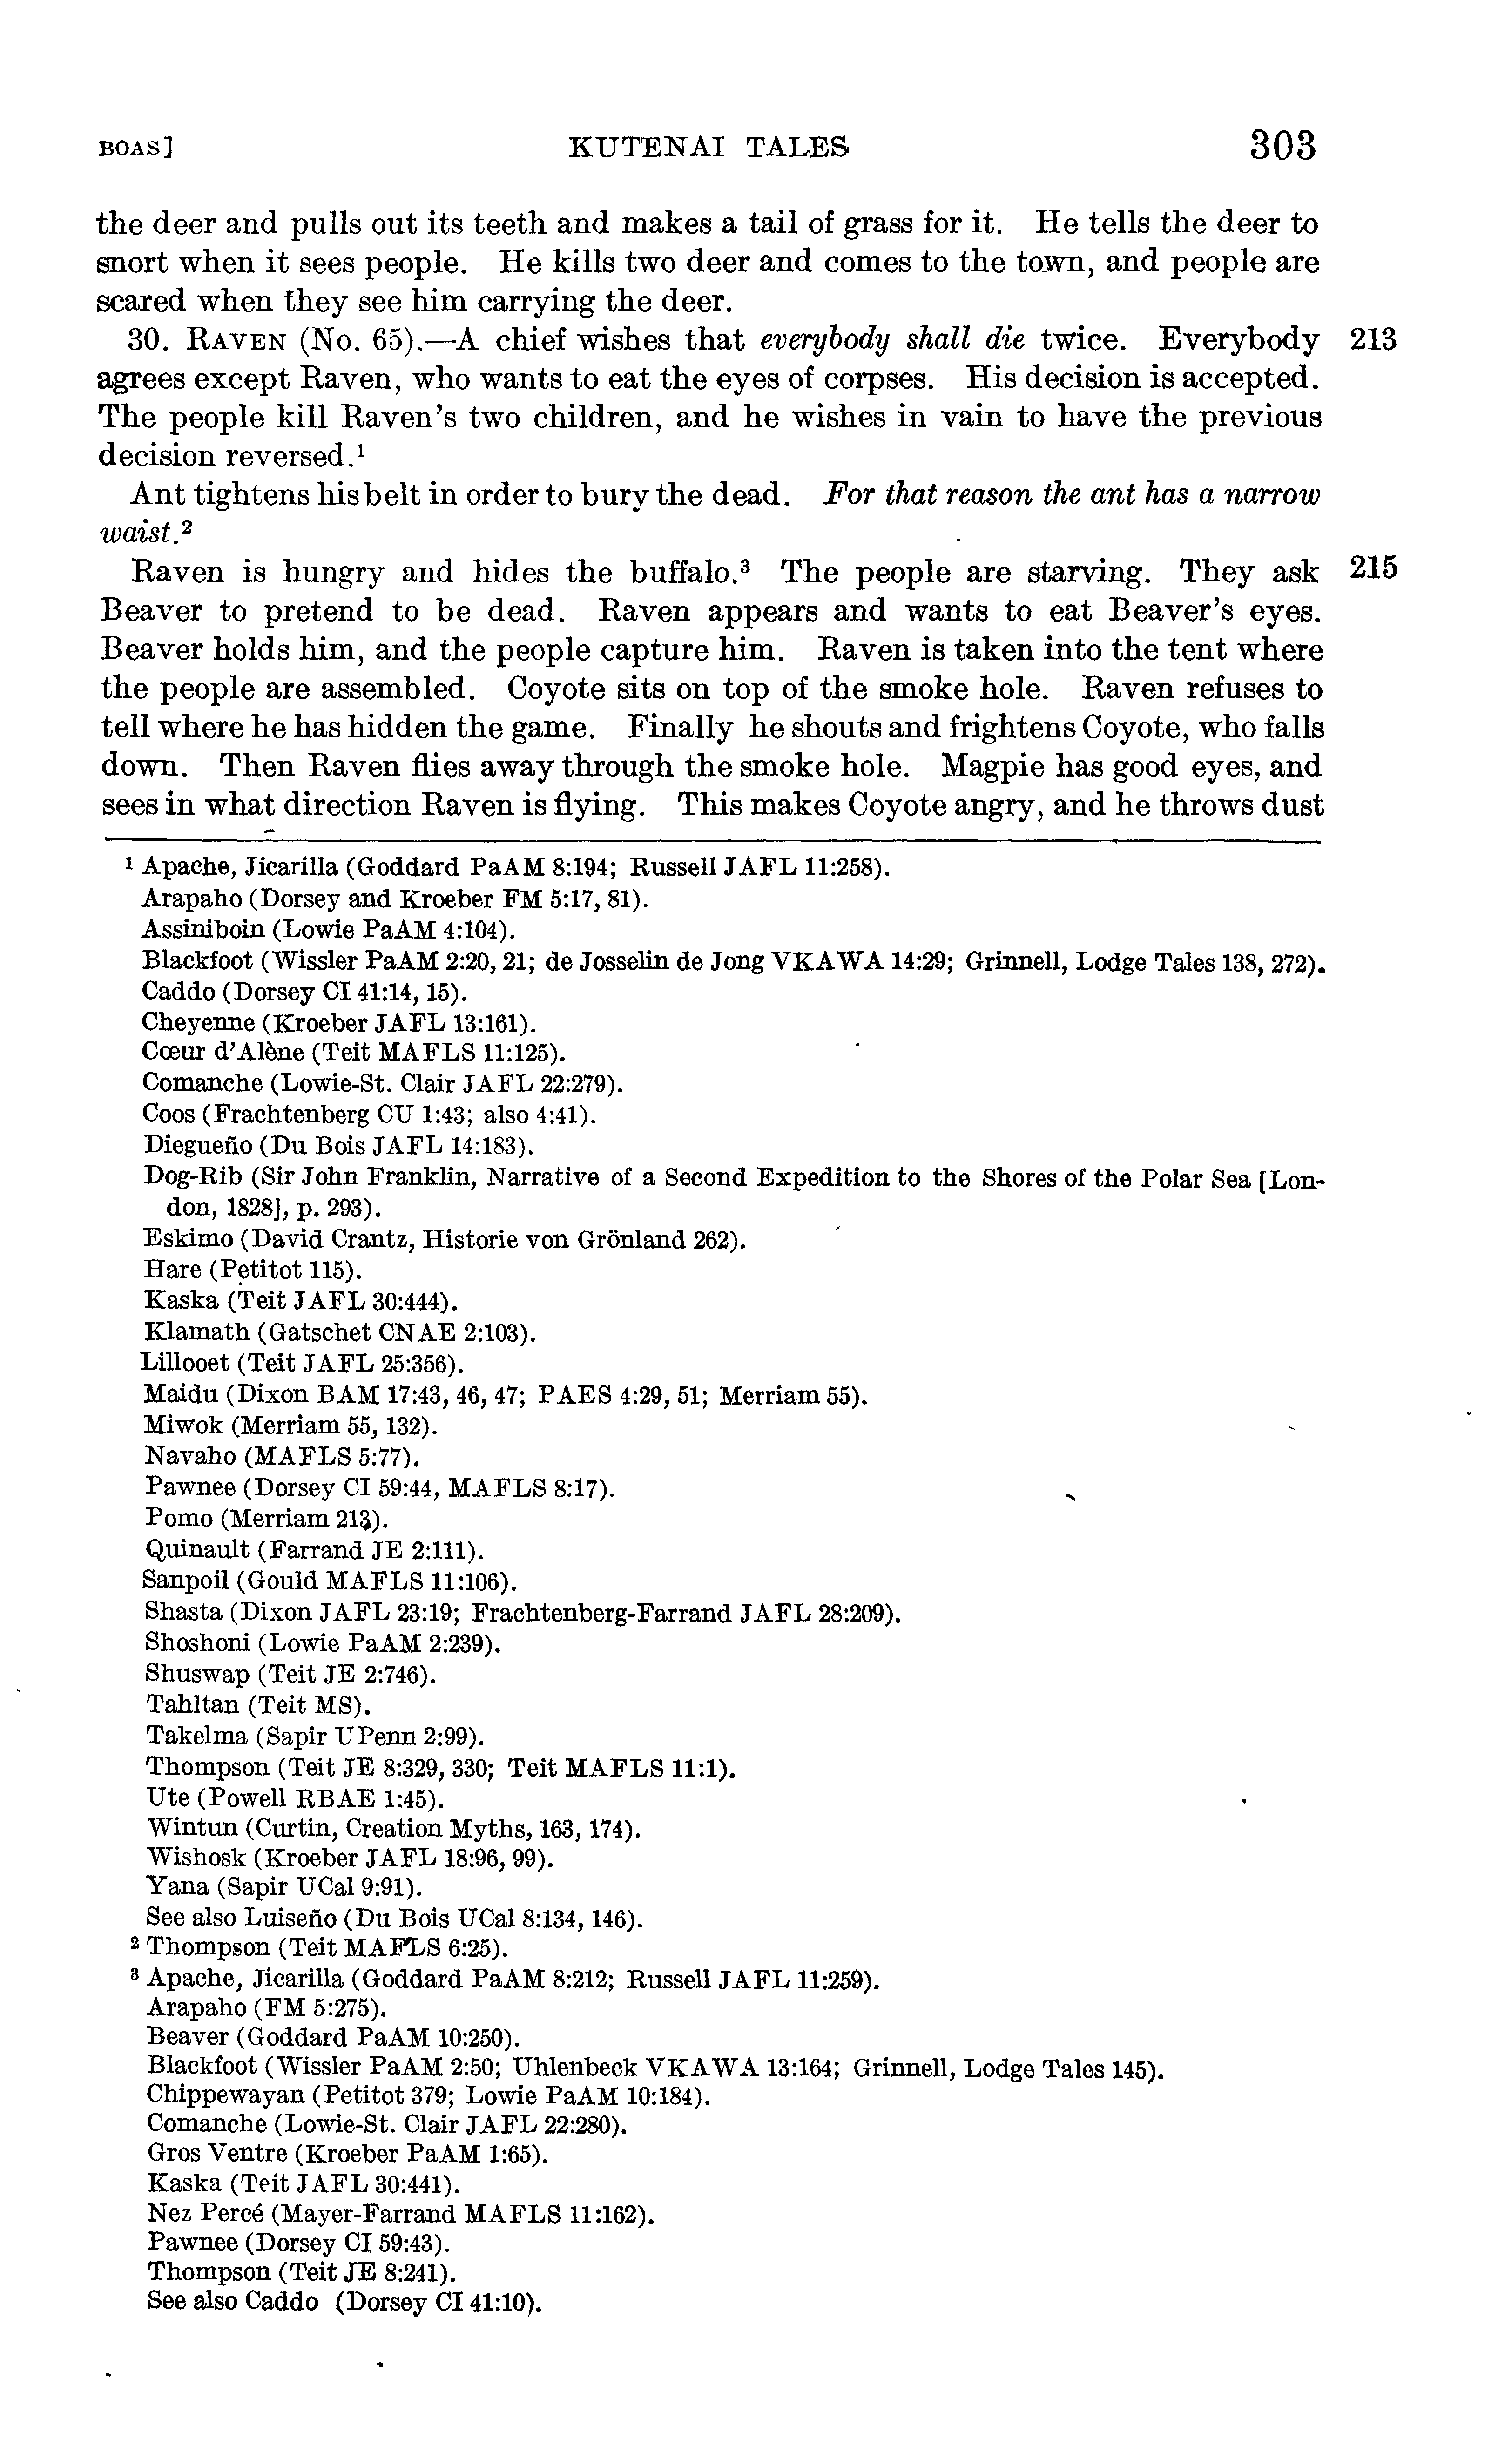 BOAS] KUTENAI TALES 303
the deer and pulls out its teeth and makes a tail of grass for it. He tells the deer to
snort when it sees people. He kills two deer and comes to the town, and people are
scared when they see him carrying the deer.
30. RAVEN (No. 65).—A chief wishes that everybody shall die twice. Everybody 213
agrees except Raven, who wants to eat the eyes of corpses. His decision is accepted.
The people kill Raven's two children, and he wishes in vain to have the previous
decision reversed.¹
Ant tightens his belt in order to bury the dead. For that reason the ant has a narrow
waist.²
Raven is hungry and hides the buffalo.³ The people are starving. They ask 215
Beaver to pretend to be dead. Raven appears and wants to eat Beaver's eyes.
Beaver holds him, and the people capture him. Raven is taken into the tent where
the people are assembled. Coyote sits on top of the smoke hole. Raven refuses to
tell where he has hidden the game. Finally he shouts and frightens Coyote, who falls
down. Then Raven flies away through the smoke hole. Magpie has good eyes, and
sees in what direction Raven is flying. This makes Coyote angry, and he throws dust
¹ Apache, Jicarilla (Goddard PaAM 8:194; Russell JAFL 11:258).
Arapaho (Dorsey and Kroeber FM 5:17, 81).
Assiniboin (Lowie PaAM 4:104).
Blackfoot (Wissler PaAM 2:20, 21; de Josselin de Jong VKAWA 14:29; Grinnell, Lodge Tales 138, 272).
Caddo (Dorsey CI 41:14, 15).
Cheyenne (Kroeber JAFL 13:161).
Cœur d'Alène (Teit MAFLS 11:125).
Comanche (Lowie-St. Clair JAFL 22:279).
Coos (Frachtenberg CU 1:43; also 4:41).
Diegueño (Du Bois JAFL 14:183).
Dog-Rib (Sir John Franklin, Narrative of a Second Expedition to the Shores of the Polar Sea [Lon-
don, 1828], p. 293).
Eskimo (David Crantz, Historie von Grönland 262).
Hare (Petitot 115).
Kaska (Teit JAFL 30:444).
Klamath (Gatschet CNAE 2:103).
Lillooet (Teit JAFL 25:356).
Maidu (Dixon BAM 17:43, 46, 47; PAES 4:29, 51; Merriam 55).
Miwok (Merriam 55, 132).
Navaho (MAFLS 5:77).
Pawnee (Dorsey CI 59:44, MAFLS 8:17).
Pomo (Merriam 213).
Quinault (Farrand JE 2:111).
Sanpoil (Gould MAFLS 11:106).
Shasta (Dixon JAFL 23:19; Frachtenberg-Farrand JAFL 28:209).
Shoshoni (Lowie PaAM 2:239).
Shuswap (Teit JE 2:746).
Tahltan (Teit MS).
Takelma (Sapir UPenn 2:99).
Thompson (Teit JE 8:329, 330; Teit MAFLS 11:1).
Ute (Powell RBAE 1:45).
Wintun (Curtin, Creation Myths, 163, 174).
Wishosk (Kroeber JAFL 18:96, 99).
Yana (Sapir UCal 9:91).
See also Luiseño (Du Bois UCal 8:134, 146).
² Thompson (Teit MAFLS 6:25).
³ Apache, Jicarilla (Goddard PaAM 8:212; Russell JAFL 11:259).
Arapaho (FM 5:275).
Beaver (Goddard PaAM 10:250).
Blackfoot (Wissler PaAM 2:50; Uhlenbeck VKAWA 13:164; Grinnell, Lodge Tales 145).
Chippewayan (Petitot 379; Lowie PaAM 10:184).
Comanche (Lowie-St. Clair JAFL 22:280).
Gros Ventre (Kroeber PaAM 1:65).
Kaska (Teit JAFL 30:441).
Nez Percé (Mayer-Farrand MAFLS 11:162).
Pawnee (Dorsey CI 59:43).
Thompson (Teit JE 8:241).
See also Caddo (Dorsey CI 41:10).